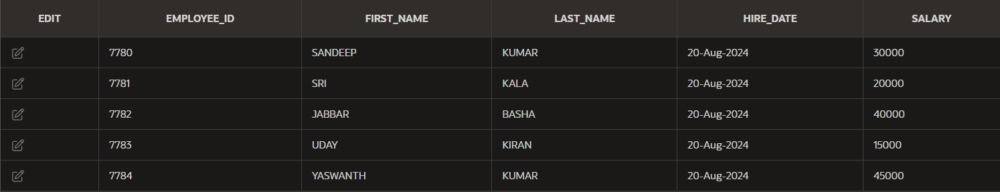 EDIT EMPLOYEE_ID FIRST_NAME LAST_NAME HIRE_DATE SALARY
7780 SANDEEP KUMAR 20-Aug-2024 30000
7781 SRI KALA 20-Aug-2024 20000
7782 JABBAR BASHA 20-Aug-2024 40000
7783 UDAY KIRAN 20-Aug-2024 15000
7784 YASWANTH KUMAR 20-Aug-2024 45000